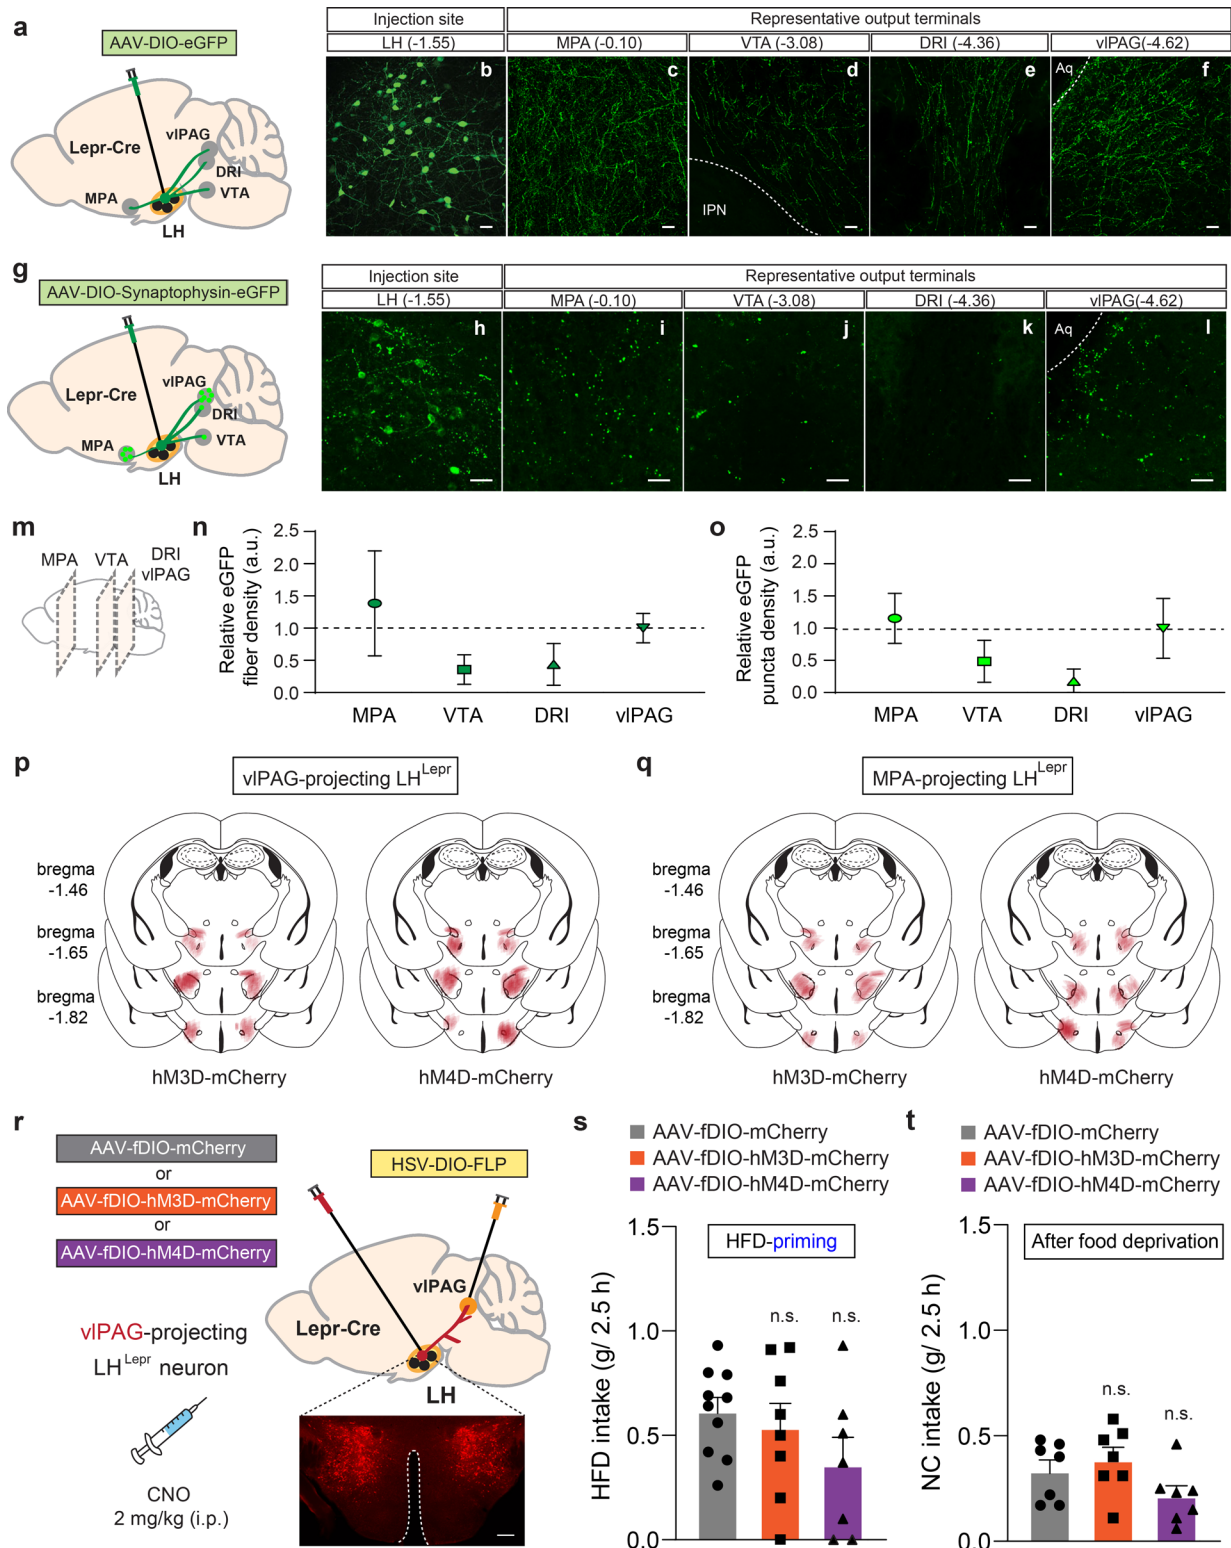 a
AAV-DIO-eGFP
Lepr-Cre
vlPAG
DRI
VTA
MPA
LH
Injection site
Representative output terminals
LH (-1.55)
MPA (-0.10)
VTA (-3.08)
DRI (-4.36)
vlPAG(-4.62)
b
c
d
e
f
IPN
Aq
g
AAV-DIO-Synaptophysin-eGFP
Lepr-Cre
vlPAG
DRI
VTA
MPA
LH
Injection site
Representative output terminals
LH (-1.55)
MPA (-0.10)
VTA (-3.08)
DRI (-4.36)
vlPAG(-4.62)
h
i
j
k
l
Aq
m
MPA
VTA
DRI
vlPAG
n
Relative eGFP
fiber density (a.u.)
2.5
2.0
1.5
1.0
0.5
0.0
MPA
VTA
DRI
vlPAG
o
Relative eGFP
puncta density (a.u.)
2.5
2.0
1.5
1.0
0.5
0.0
MPA
VTA
DRI
vlPAG
p
vlPAG-projecting LH^Lepr
bregma
-1.46
bregma
-1.65
bregma
-1.82
hM3D-mCherry
hM4D-mCherry
q
MPA-projecting LH^Lepr
bregma
-1.46
bregma
-1.65
bregma
-1.82
hM3D-mCherry
hM4D-mCherry
r
AAV-fDIO-mCherry
or
AAV-fDIO-hM3D-mCherry
or
AAV-fDIO-hM4D-mCherry
HSV-DIO-FLP
vlPAG
Lepr-Cre
LH
vlPAG-projecting
LH^Lepr neuron
CNO
2 mg/kg (i.p.)
s
AAV-fDIO-mCherry
AAV-fDIO-hM3D-mCherry
AAV-fDIO-hM4D-mCherry
HFD-priming
HFD intake (g/ 2.5 h)
1.5
1.0
0.5
0.0
n.s.
n.s.
t
AAV-fDIO-mCherry
AAV-fDIO-hM3D-mCherry
AAV-fDIO-hM4D-mCherry
After food deprivation
NC intake (g/ 2.5 h)
1.5
1.0
0.5
0.0
n.s.
n.s.